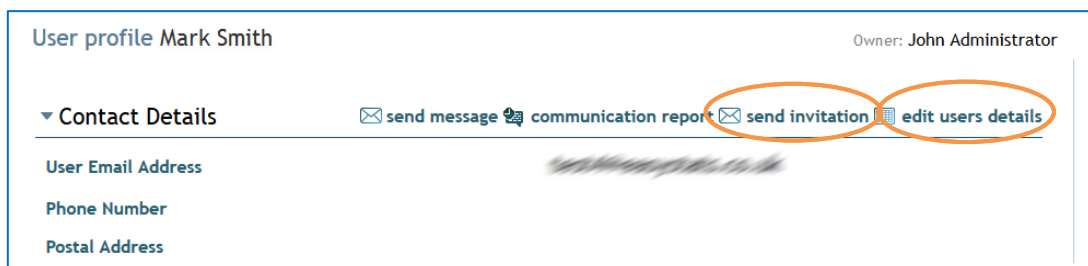 User profile Mark Smith
Owner: John Administrator
Contact Details
send message communication report send invitation edit users details
User Email Address
Phone Number
Postal Address